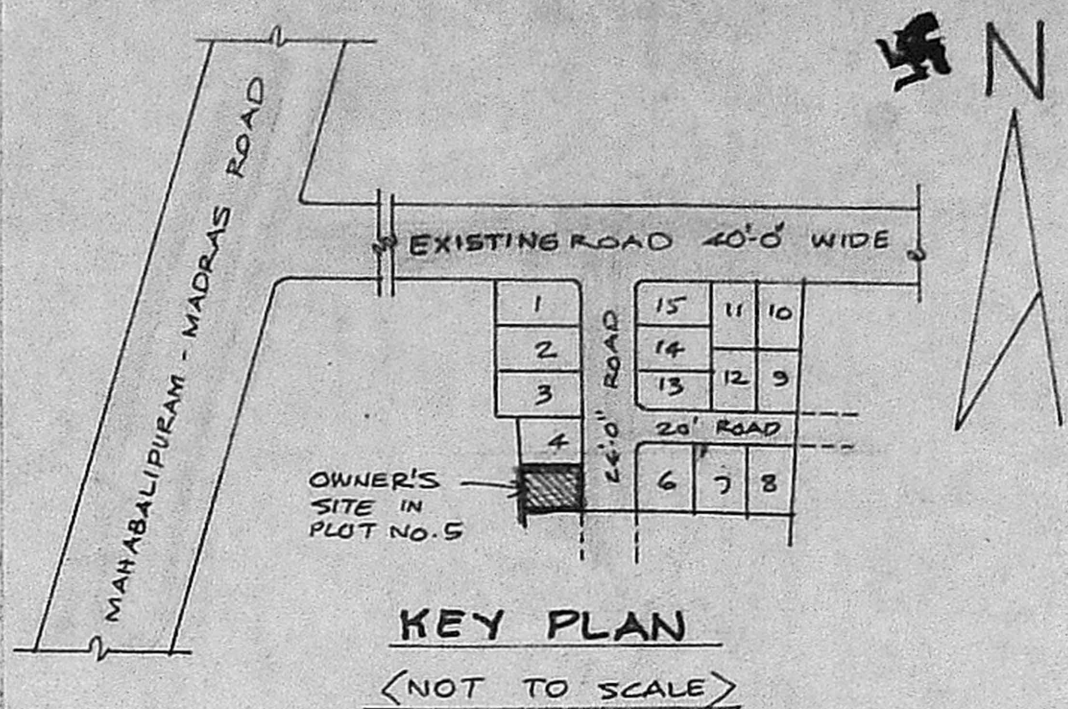 N
MAHABALIPURAM - MADRAS ROAD
EXISTING ROAD 40'-0" WIDE
1
2
3
4
15
14
13
11
10
12
9
ROAD
20' ROAD
6
7
8
OWNER'S
SITE IN
PLOT NO. 5
KEY PLAN
<NOT TO SCALE>